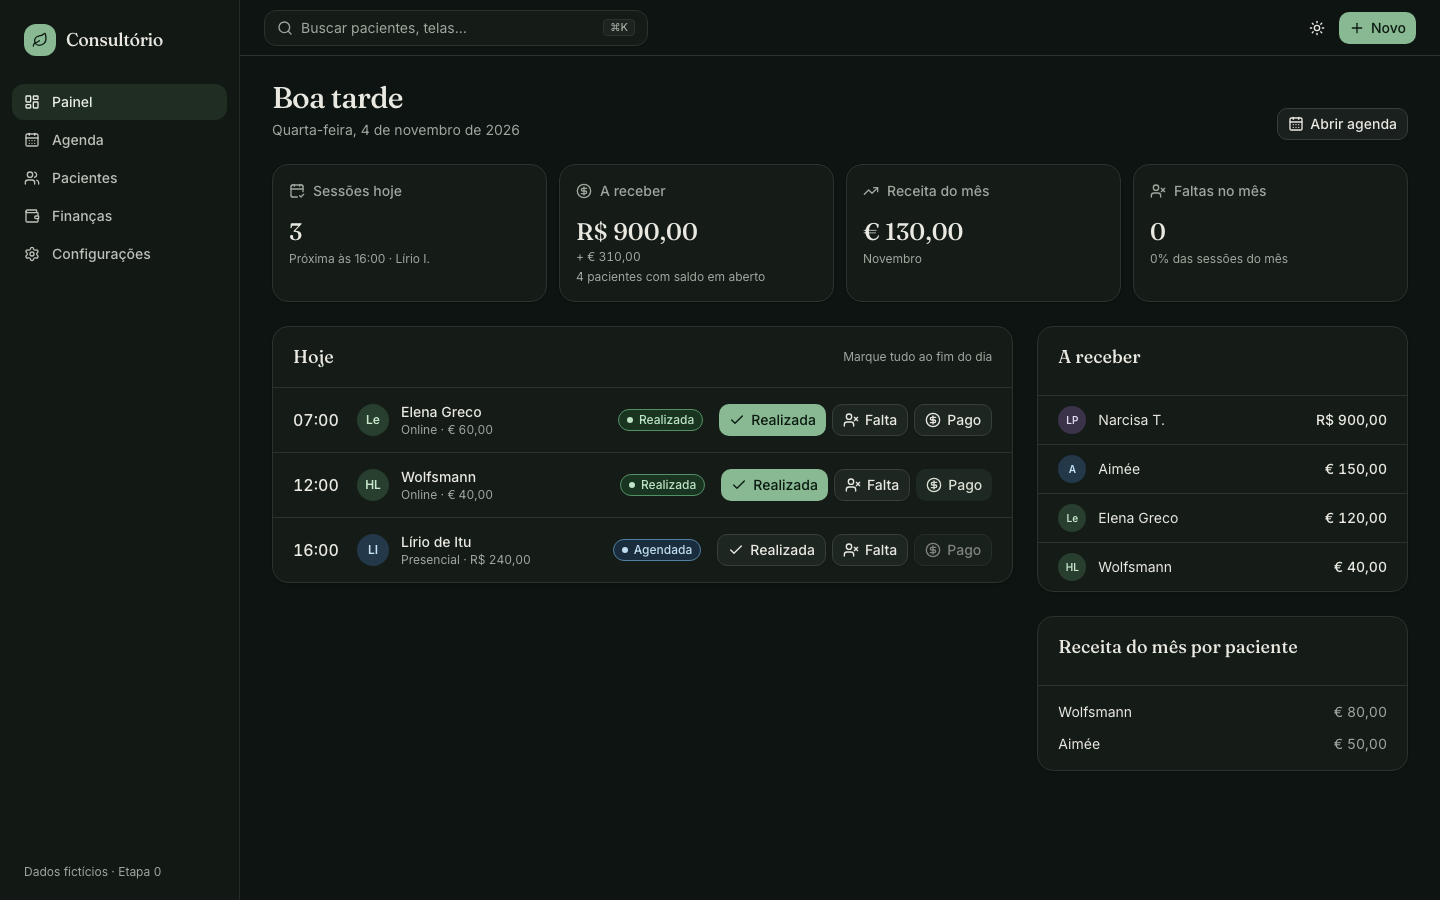 Consultório
Buscar pacientes, telas...
⌘K
Novo
Painel
Agenda
Pacientes
Finanças
Configurações
Boa tarde
Quarta-feira, 4 de novembro de 2026
Abrir agenda
Sessões hoje
3
Próxima às 16:00 · Lírio I.
A receber
R$ 900,00
+ € 310,00
4 pacientes com saldo em aberto
Receita do mês
€ 130,00
Novembro
Faltas no mês
0
0% das sessões do mês
Hoje
Marque tudo ao fim do dia
07:00
Le
Elena Greco
Online · € 60,00
Realizada
Realizada
Falta
Pago
12:00
HL
Wolfsmann
Online · € 40,00
Realizada
Realizada
Falta
Pago
16:00
LI
Lírio de Itu
Presencial · R$ 240,00
Agendada
Realizada
Falta
Pago
A receber
LP Narcisa T. R$ 900,00
A Aimée € 150,00
Le Elena Greco € 120,00
HL Wolfsmann € 40,00
Receita do mês por paciente
Wolfsmann € 80,00
Aimée € 50,00
Dados fictícios · Etapa 0